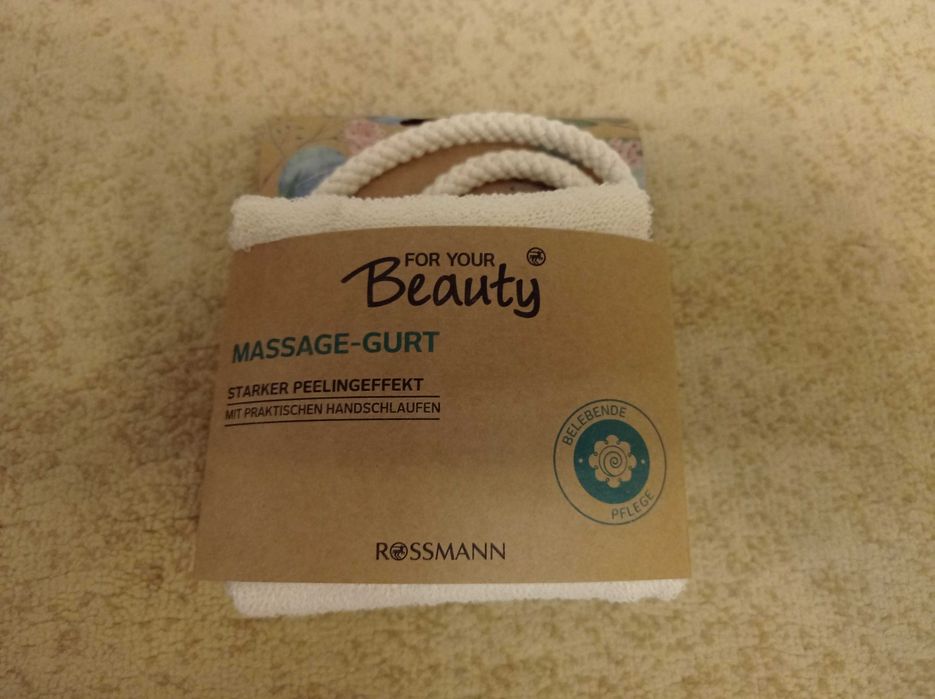 FOR YOUR
Beauty
MASSAGE-GURT
STARKER PEELINGEFFEKT
MIT PRAKTISCHEN HANDSCHLAUFEN
BELEBENDE
PFLEGE
ROSSMANN